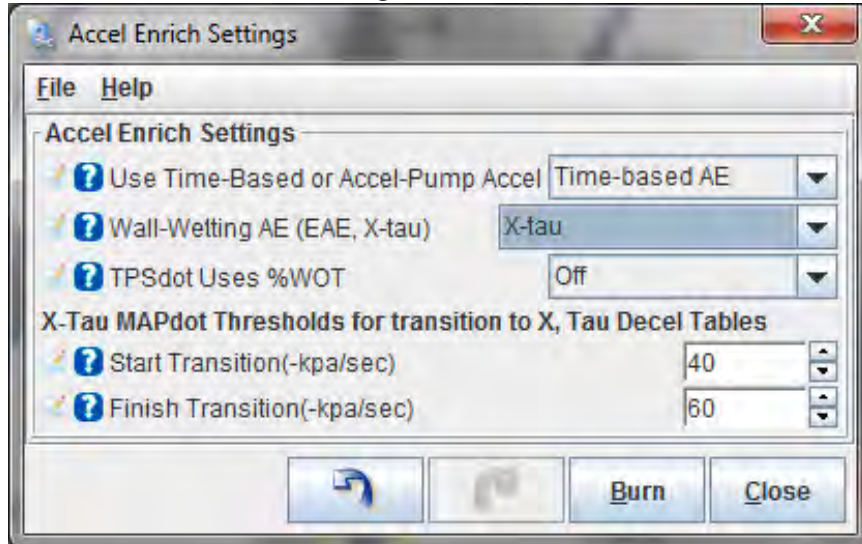 Accel Enrich Settings
File Help
Accel Enrich Settings
Use Time-Based or Accel-Pump Accel Time-based AE
Wall-Wetting AE (EAE, X-tau) X-tau
TPSdot Uses %WOT Off
X-Tau MAPdot Thresholds for transition to X, Tau Decel Tables
Start Transition(-kpa/sec) 40
Finish Transition(-kpa/sec) 60
Burn Close